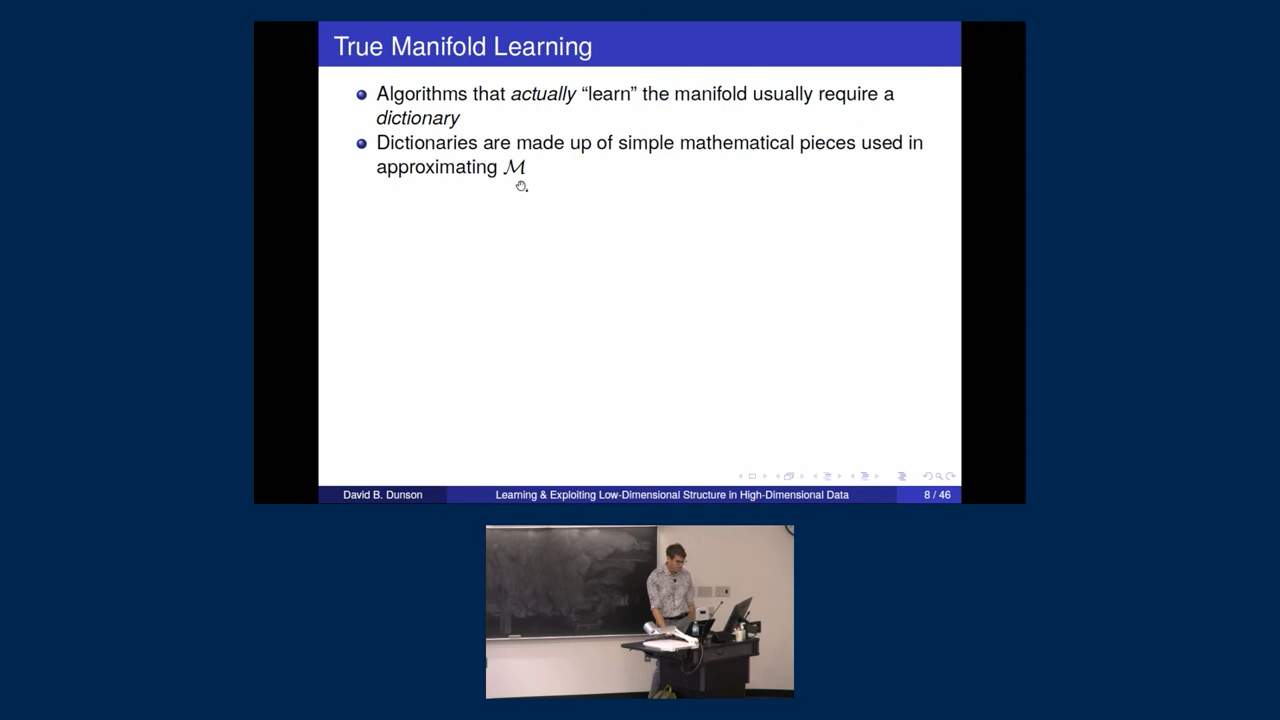 True Manifold Learning
Algorithms that actually “learn” the manifold usually require a
dictionary
Dictionaries are made up of simple mathematical pieces used in
approximating ℳ
David B. Dunson
Learning & Exploiting Low-Dimensional Structure in High-Dimensional Data
8 / 46